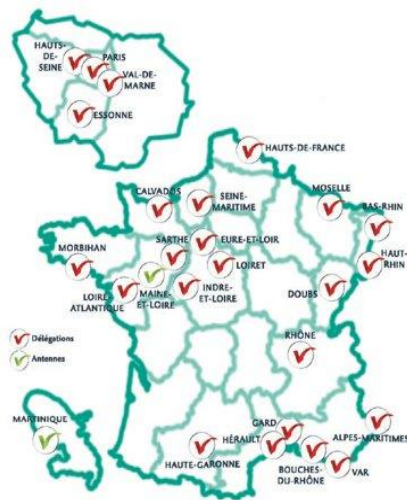 HAUTS-
DE-
SEINE
PARIS
VAL-DE-
MARNE
ESSONNE
HAUTS-DE-FRANCE
CALVADOS
SEINE-
MARITIME
MOSELLE
BAS-RHIN
MORBIHAN
SARTHE
EURE-ET-LOIR
HAUT-
RHIN
LOIRET
LOIRE-
ATLANTIQUE
MAINE-
ET-LOIRE
INDRE-
ET-LOIRE
DOUBS
RHÔNE
Délégations
Antennes
MARTINIQUE
GARD
HÉRAULT
ALPES-MARITIMES
HAUTE-GARONNE
BOUCHES-
DU-RHÔNE
VAR